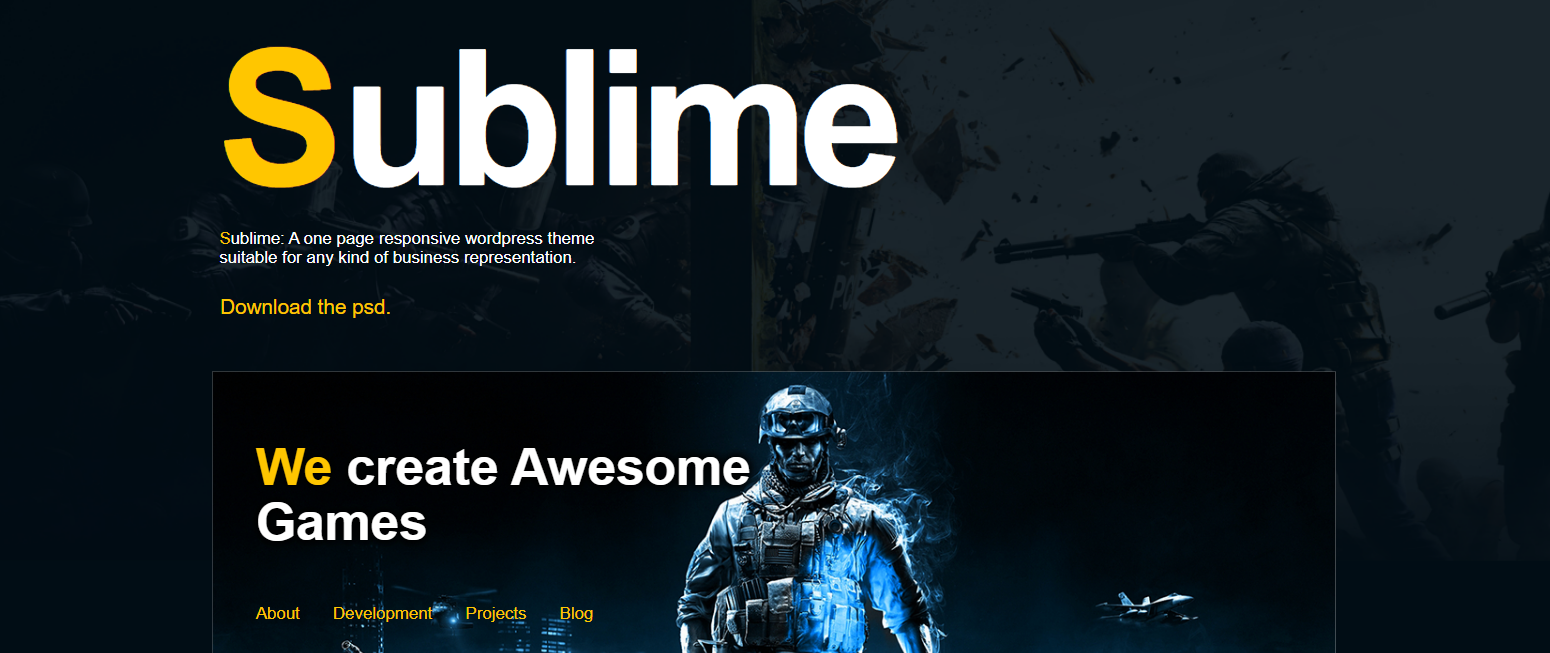 Sublime
Sublime: A one page responsive wordpress theme
suitable for any kind of business representation.
Download the psd.
We create Awesome
Games
About Development Projects Blog